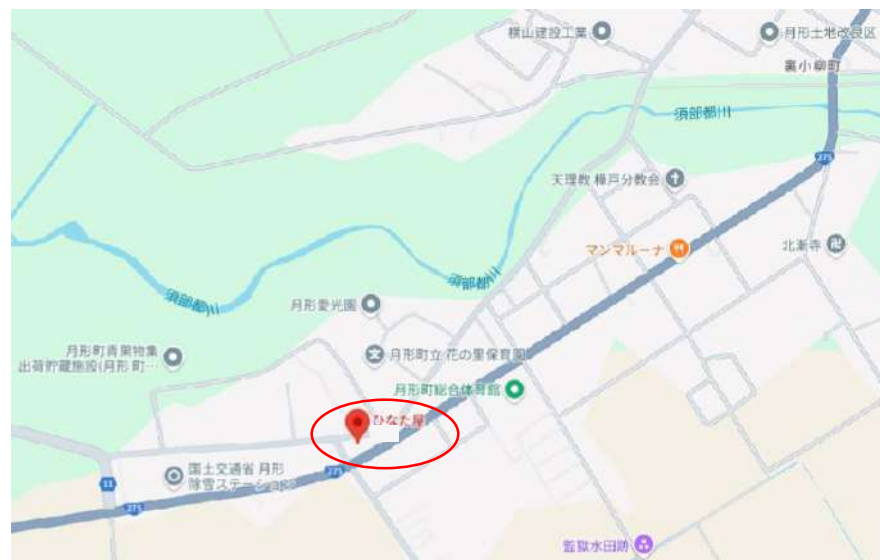 横山建設工業
月形土地改良区
裏小柳町
須部都川
275
天理教 樺戸分教会
マンマルーナ
北漸寺
須部都川
須部都川
月形愛光園
月形町青果物集
出荷貯蔵施設(月形町…
月形町立 花の里保育園
月形町総合体育館
ひなた屋
国土交通省 月形
除雪ステーション
275
11
275
監獄水田跡